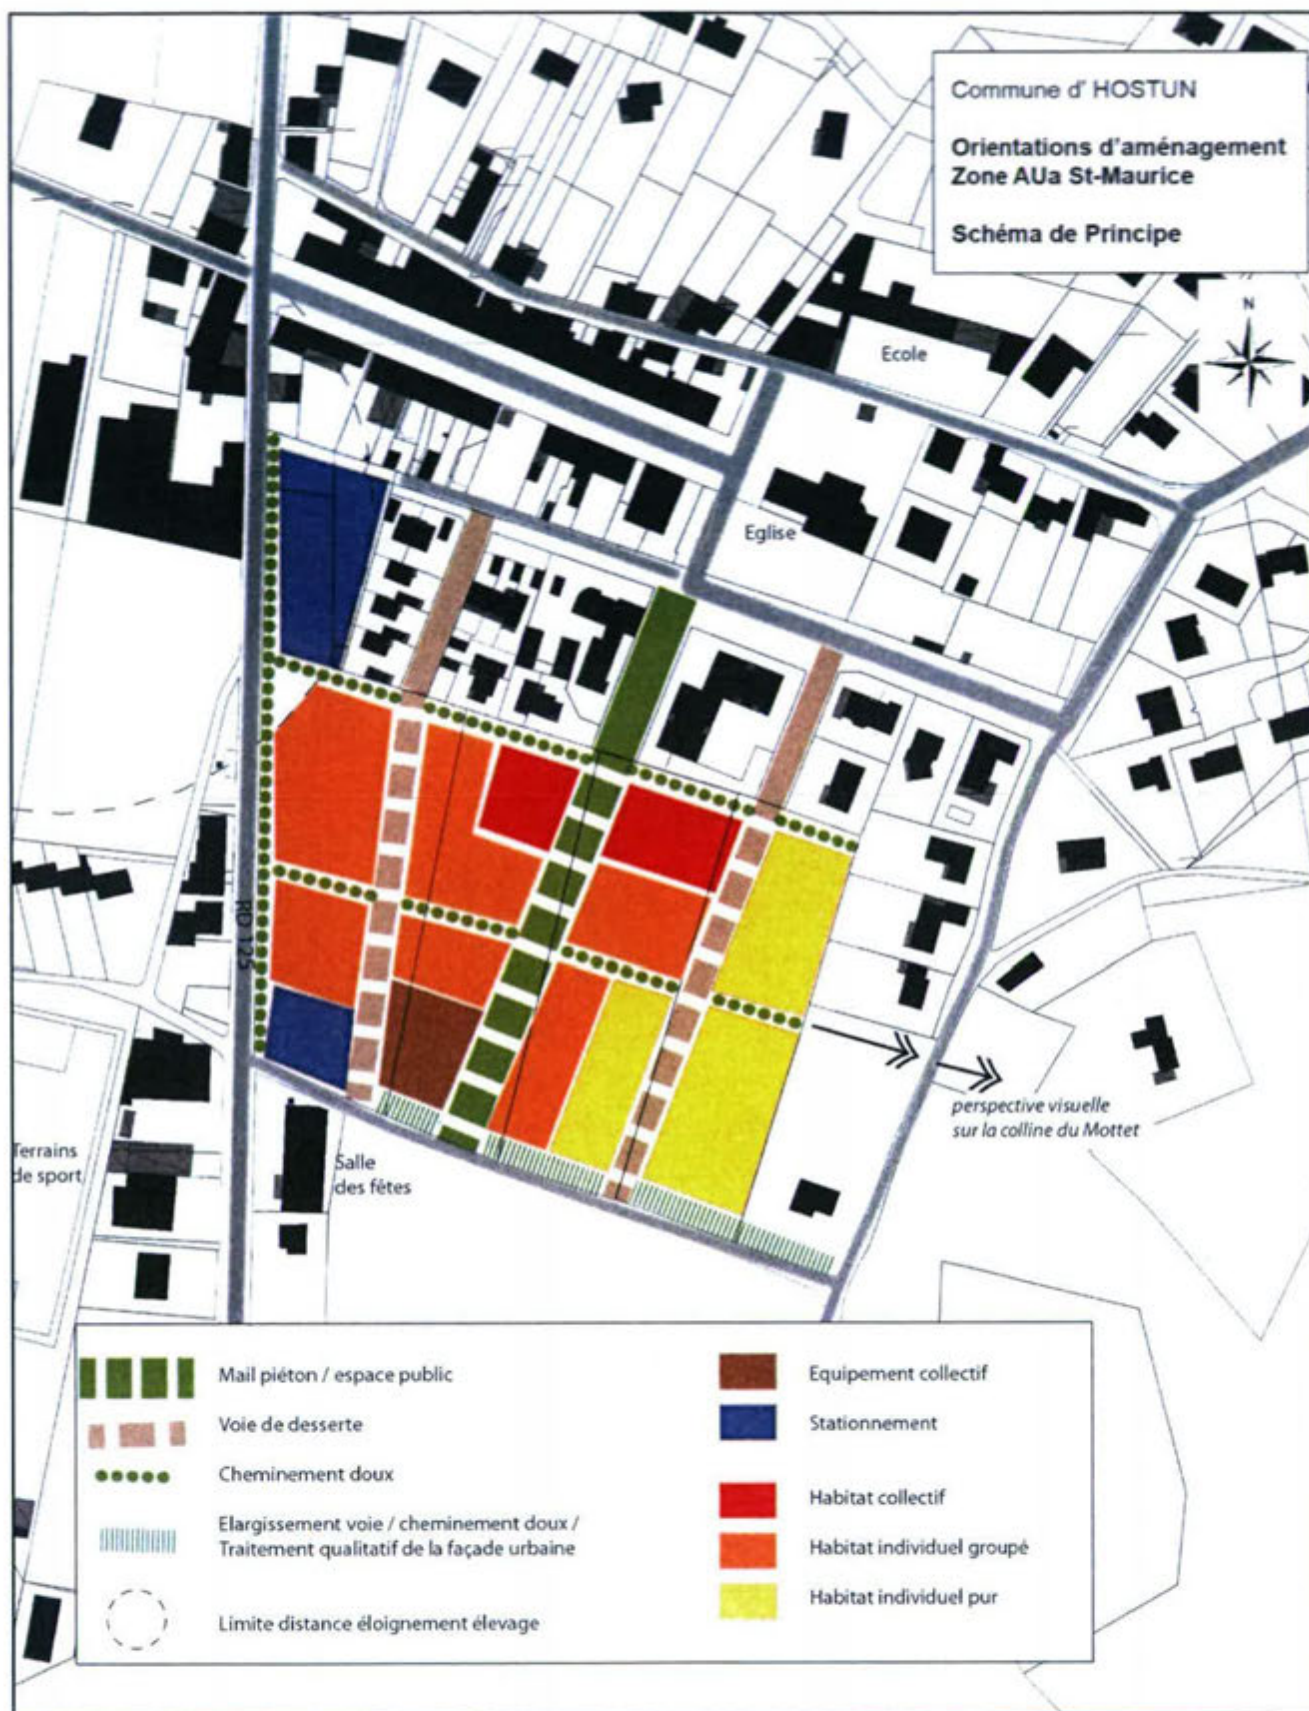 Commune d' HOSTUN
Orientations d'aménagement
Zone AUa St-Maurice
Schéma de Principe
N
Ecole
Eglise
RD 125
perspective visuelle
sur la colline du Mottet
Terrains
de sport
Salle
des fêtes
Mail piéton / espace public
Voie de desserte
Cheminement doux
Elargissement voie / cheminement doux /
Traitement qualitatif de la façade urbaine
Limite distance éloignement élevage
Equipement collectif
Stationnement
Habitat collectif
Habitat individuel groupé
Habitat individuel pur